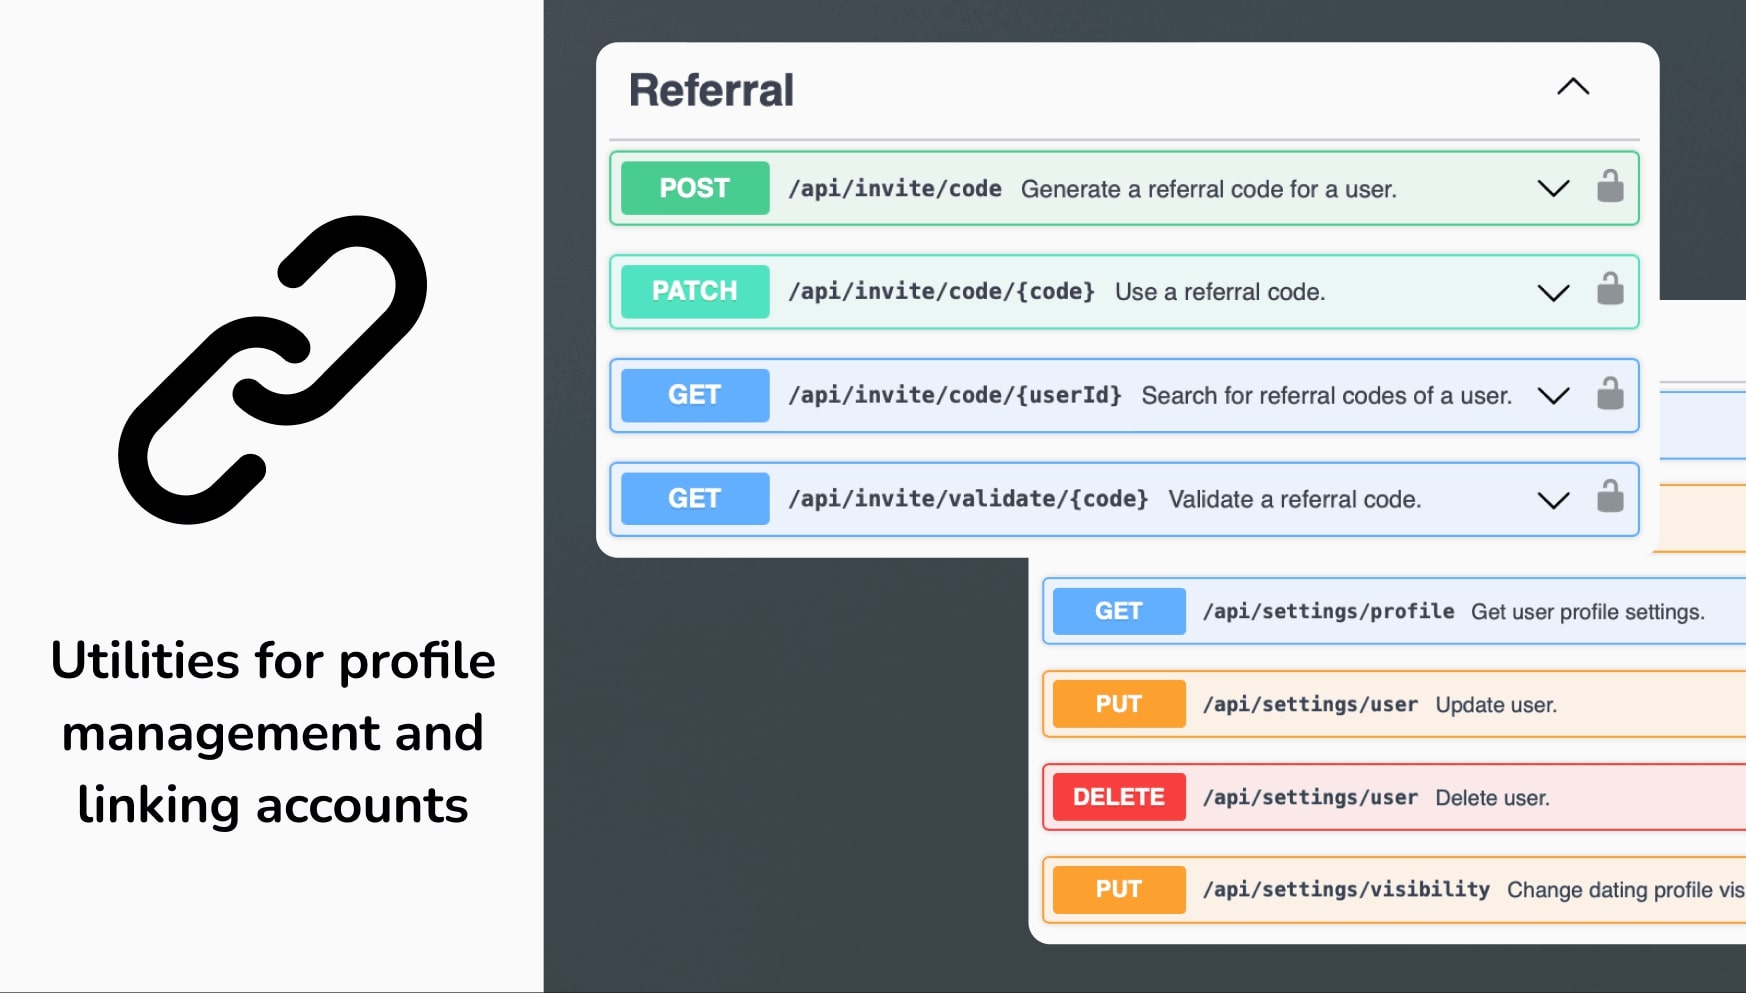 Utilities for profile
management and
linking accounts
Referral
POST /api/invite/code Generate a referral code for a user.
PATCH /api/invite/code/{code} Use a referral code.
GET /api/invite/code/{userId} Search for referral codes of a user.
GET /api/invite/validate/{code} Validate a referral code.
GET /api/settings/profile Get user profile settings.
PUT /api/settings/user Update user.
DELETE /api/settings/user Delete user.
PUT /api/settings/visibility Change dating profile vis